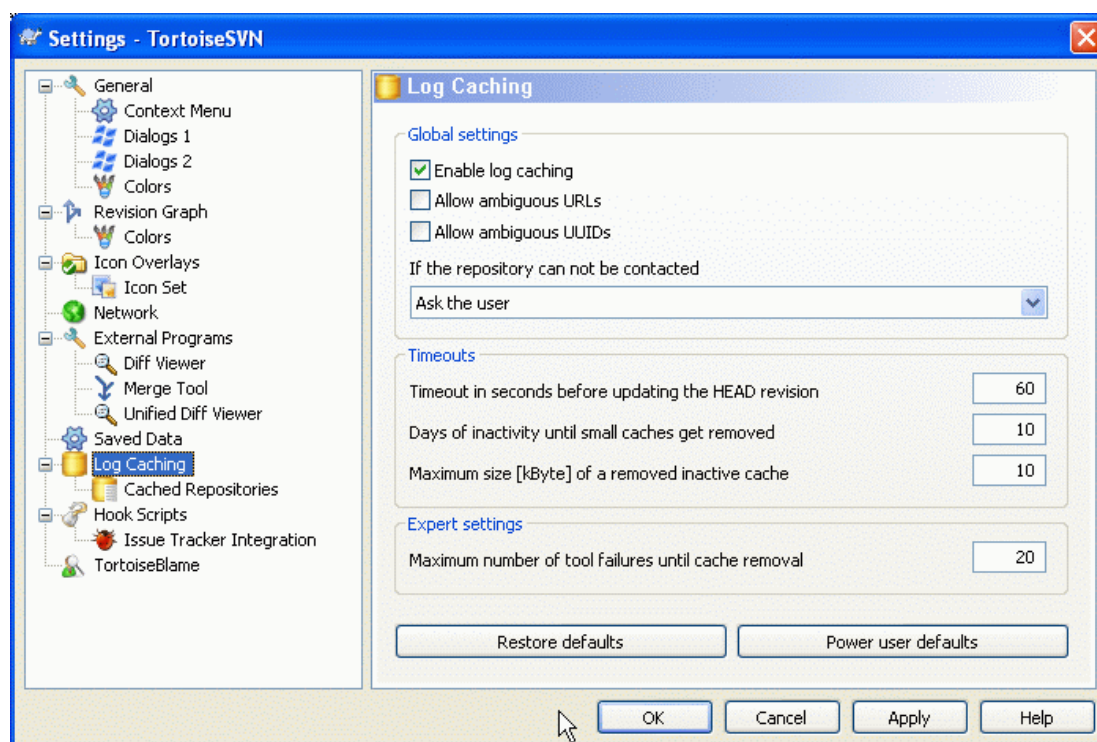 Settings - TortoiseSVN
General
Context Menu
Dialogs 1
Dialogs 2
Colors
Revision Graph
Colors
Icon Overlays
Icon Set
Network
External Programs
Diff Viewer
Merge Tool
Unified Diff Viewer
Saved Data
Log Caching
Cached Repositories
Hook Scripts
Issue Tracker Integration
TortoiseBlame
Log Caching
Global settings
Enable log caching
Allow ambiguous URLs
Allow ambiguous UUIDs
If the repository can not be contacted
Ask the user
Timeouts
Timeout in seconds before updating the HEAD revision 60
Days of inactivity until small caches get removed 10
Maximum size [kByte] of a removed inactive cache 10
Expert settings
Maximum number of tool failures until cache removal 20
Restore defaults Power user defaults
OK Cancel Apply Help